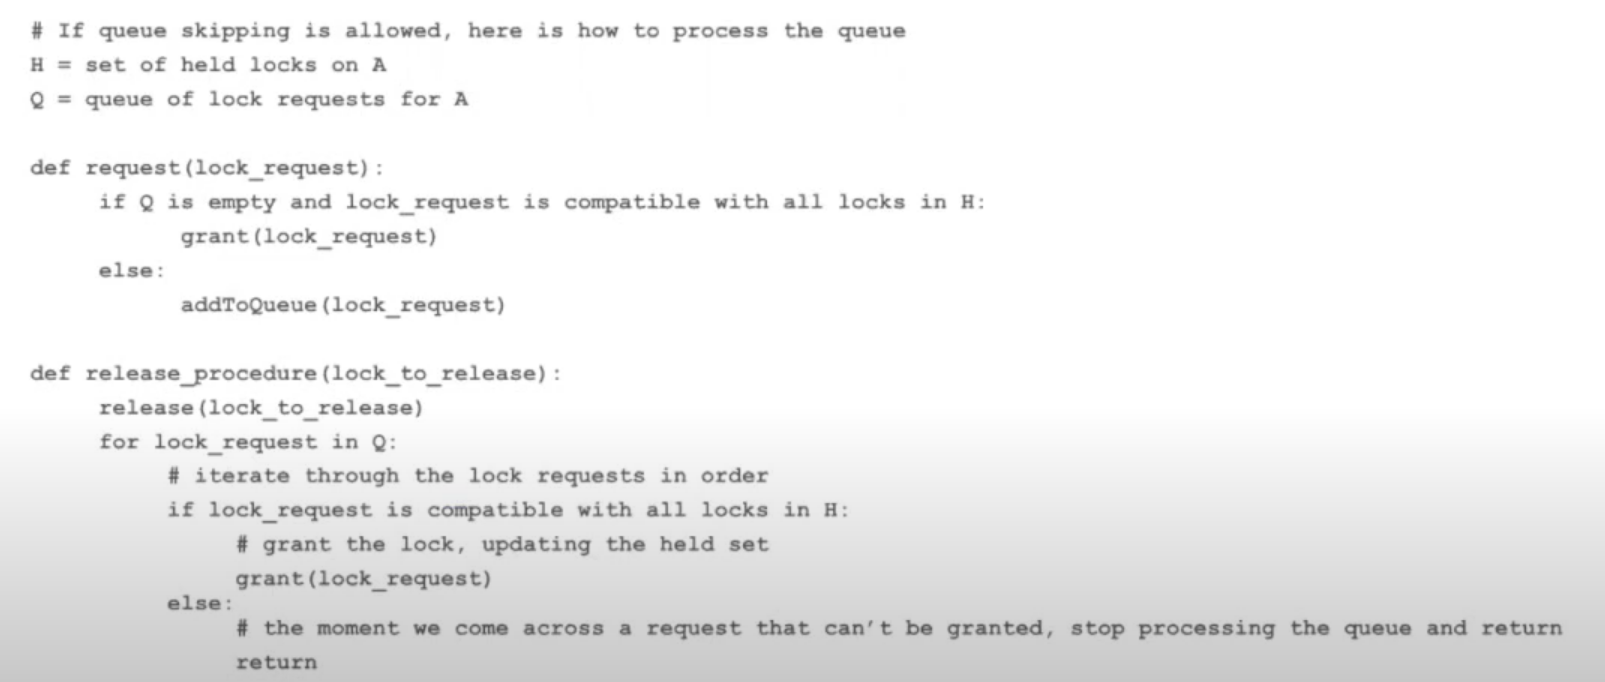 # If queue skipping is allowed, here is how to process the queue
H = set of held locks on A
Q = queue of lock requests for A
def request(lock_request):
if Q is empty and lock_request is compatible with all locks in H:
grant(lock_request)
else:
addToQueue(lock_request)
def release_procedure(lock_to_release):
release(lock_to_release)
for lock_request in Q:
# iterate through the lock requests in order
if lock_request is compatible with all locks in H:
# grant the lock, updating the held set
grant(lock_request)
else:
# the moment we come across a request that can't be granted, stop processing the queue and return
return